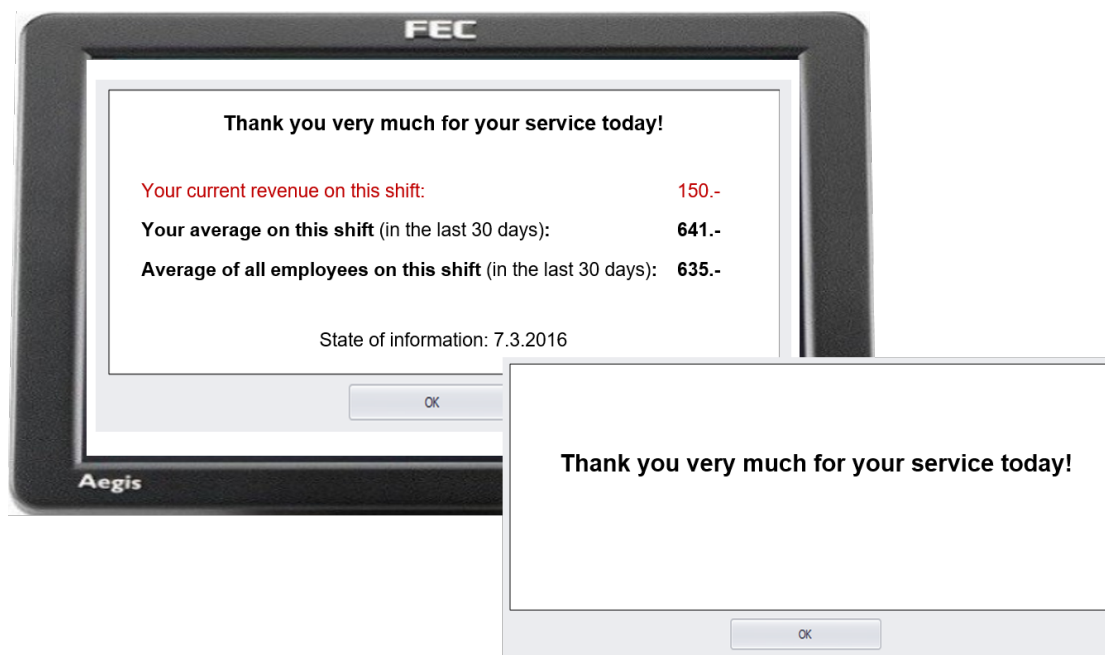 FEC
Thank you very much for your service today!
Your current revenue on this shift: 150.-
Your average on this shift (in the last 30 days): 641.-
Average of all employees on this shift (in the last 30 days): 635.-
State of information: 7.3.2016
OK
Aegis
Thank you very much for your service today!
OK